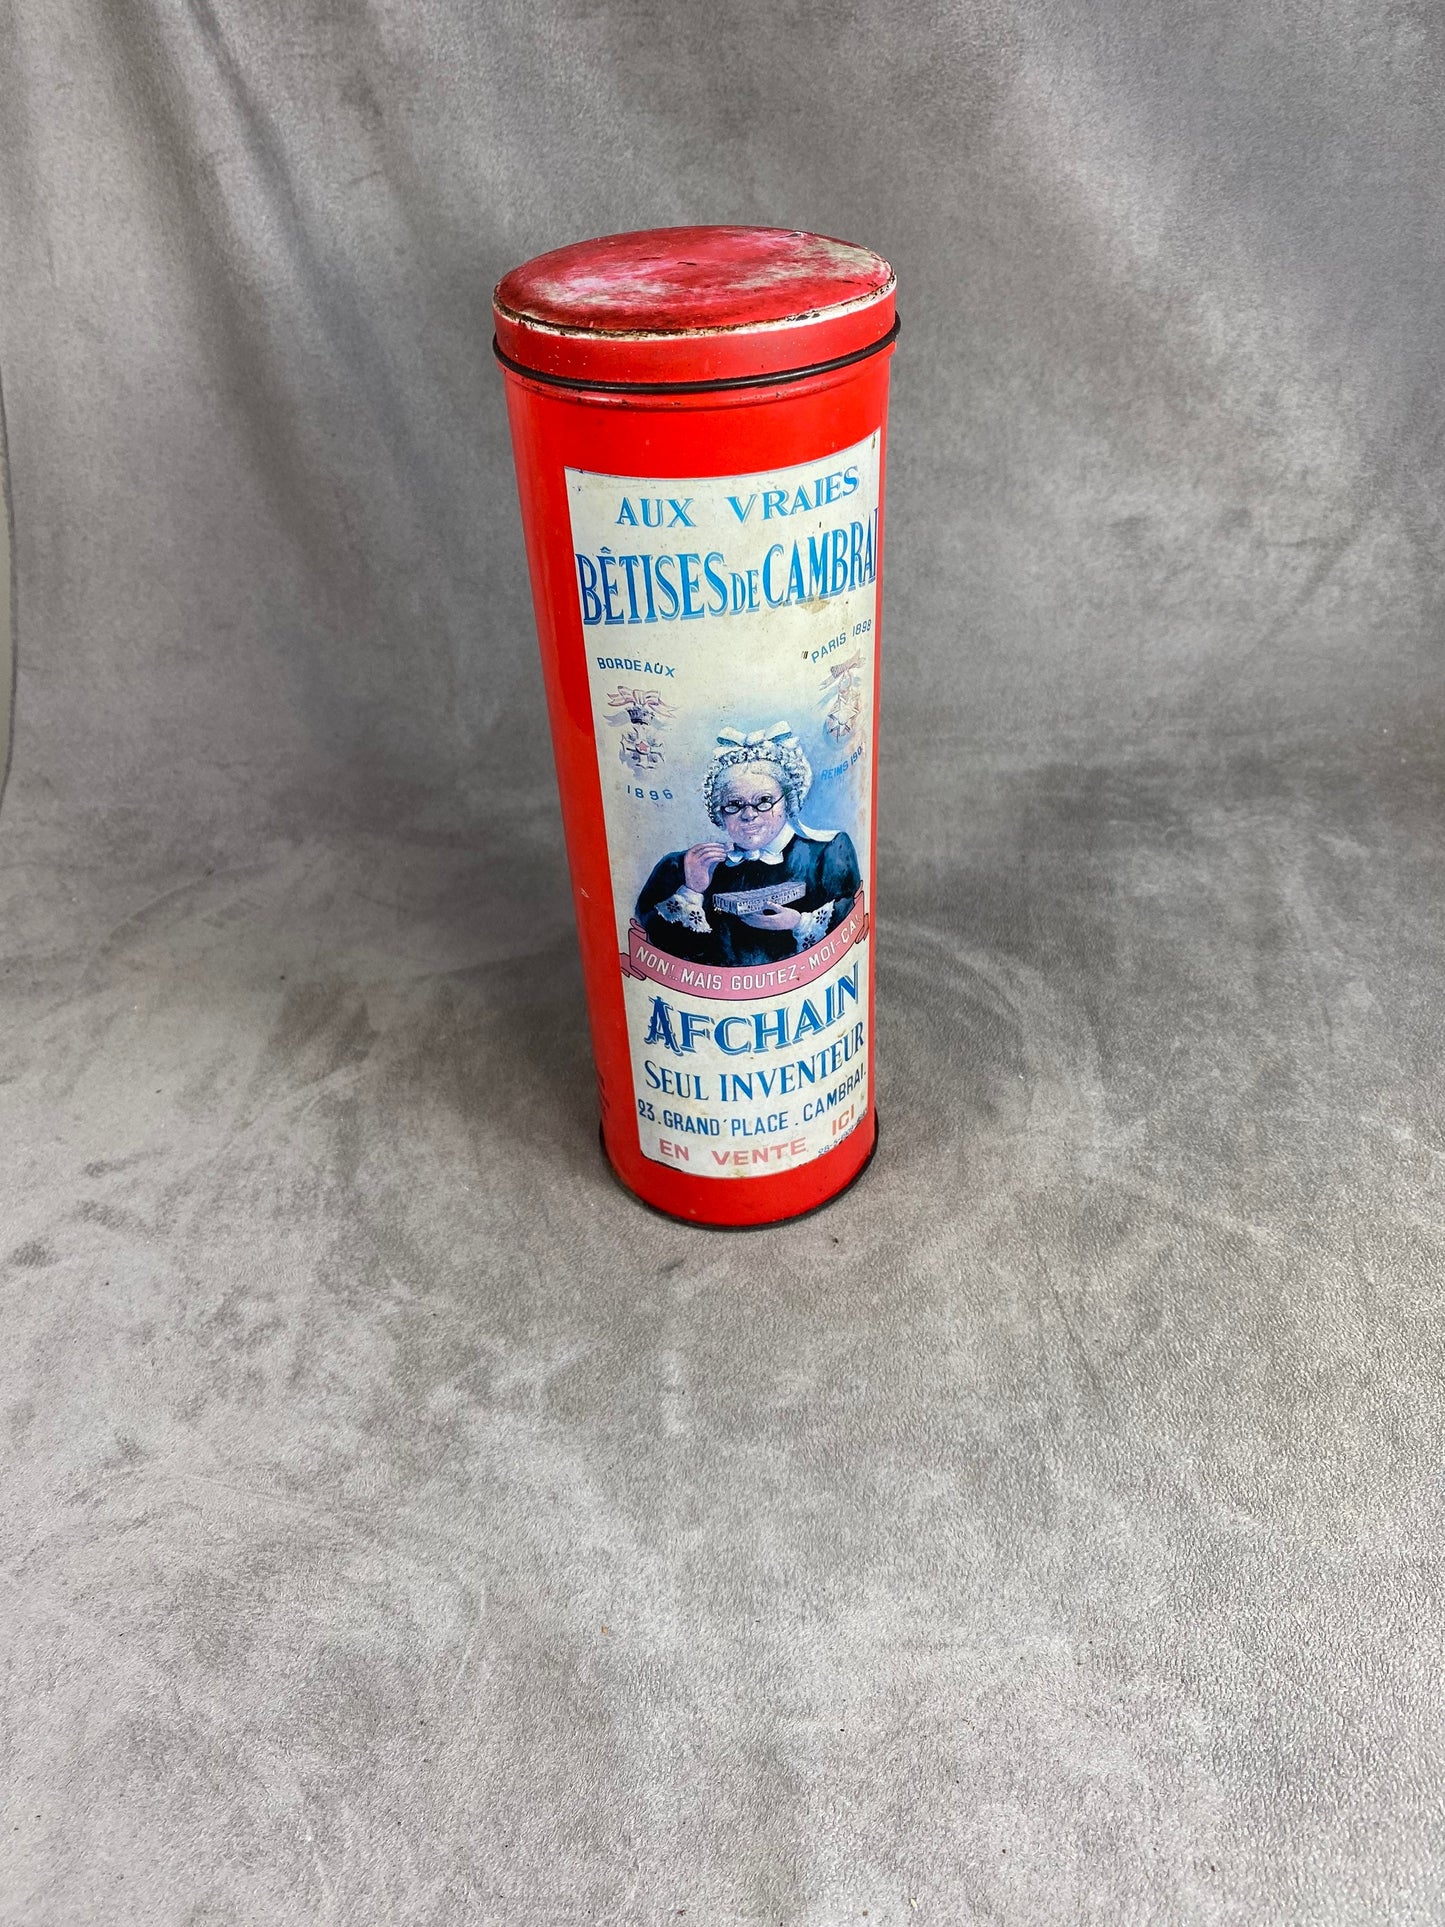 AUX VRAIES
BÊTISES DE CAMBRAI
BORDEAUX
1896
PARIS 1898
REIMS
NON! MAIS GOUTEZ-MOI-ÇA!
AFCHAIN
SEUL INVENTEUR
23. GRAND'PLACE. CAMBRAI.
EN VENTE ICI